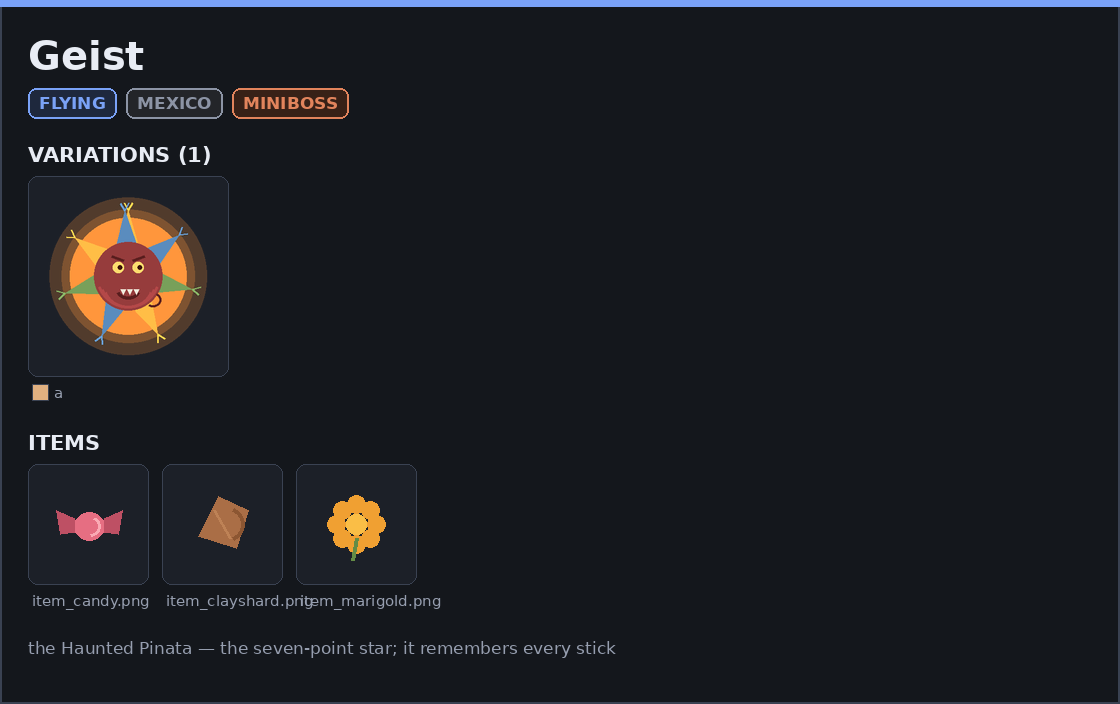 Geist
FLYING MEXICO MINIBOSS
VARIATIONS (1)
a
ITEMS
item_candy.png item_clayshard.png item_marigold.png
the Haunted Pinata — the seven-point star; it remembers every stick